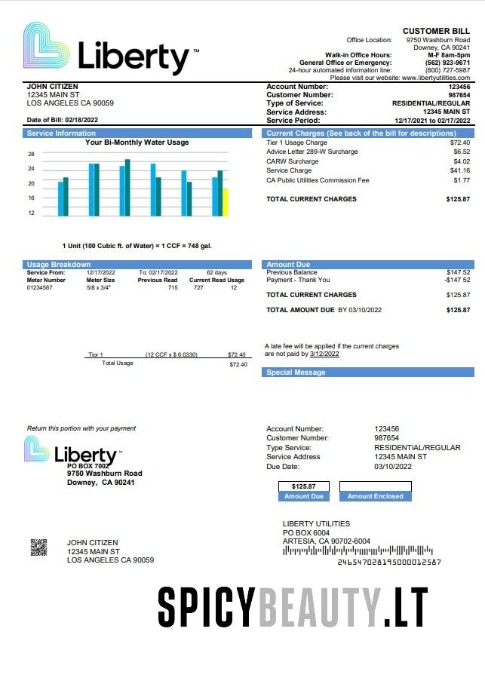 Liberty™
CUSTOMER BILL
Office Location: 9750 Washburn Road
Downey, CA 90241
Walk-in Office Hours: M-F 8am-5pm
General Office or Emergency: (562) 923-9671
24-hour automated information line: (800) 727-5987
Please visit our website: www.libertyutilities.com
JOHN CITIZEN
12345 MAIN ST
LOS ANGELES CA 90059
Date of Bill: 02/18/2022
Account Number: 123456
Customer Number: 987654
Type of Service: RESIDENTIAL/REGULAR
Service Address: 12345 MAIN ST
Service Period: 12/17/2021 to 02/17/2022
Service Information
Your Bi-Monthly Water Usage
28
24
20
16
12
1 Unit (100 Cubic ft. of Water) = 1 CCF = 748 gal.
Current Charges (See back of the bill for descriptions)
Tier 1 Usage Charge $72.40
Advice Letter 289-W Surcharge $6.52
CARW Surcharge $4.02
Service Charge $41.16
CA Public Utilities Commission Fee $1.77
TOTAL CURRENT CHARGES $125.87
Usage Breakdown
Service From: 12/17/2022 To: 02/17/2022 62 days
Meter Number Meter Size Previous Read Current Read Usage
01234567 5/8 x 3/4" 715 727 12
Tier 1 (12 CCF x $ 6.0330) $72.40
Total Usage $72.40
Amount Due
Previous Balance $147.52
Payment - Thank You -$147.52
TOTAL CURRENT CHARGES $125.87
TOTAL AMOUNT DUE BY 03/10/2022 $125.87
A late fee will be applied if the current charges
are not paid by 3/12/2022
Special Message
Return this portion with your payment
Liberty™
PO BOX 7002
9750 Washburn Road
Downey, CA 90241
Account Number: 123456
Customer Number: 987654
Type Service: RESIDENTIAL/REGULAR
Service Address 12345 MAIN ST
Due Date: 03/10/2022
$125.87
Amount Due Amount Enclosed
JOHN CITIZEN
12345 MAIN ST
LOS ANGELES CA 90059
LIBERTY UTILITIES
PO BOX 6004
ARTESIA, CA 90702-6004
246547028195000012587
SPICYBEAUTY.LT